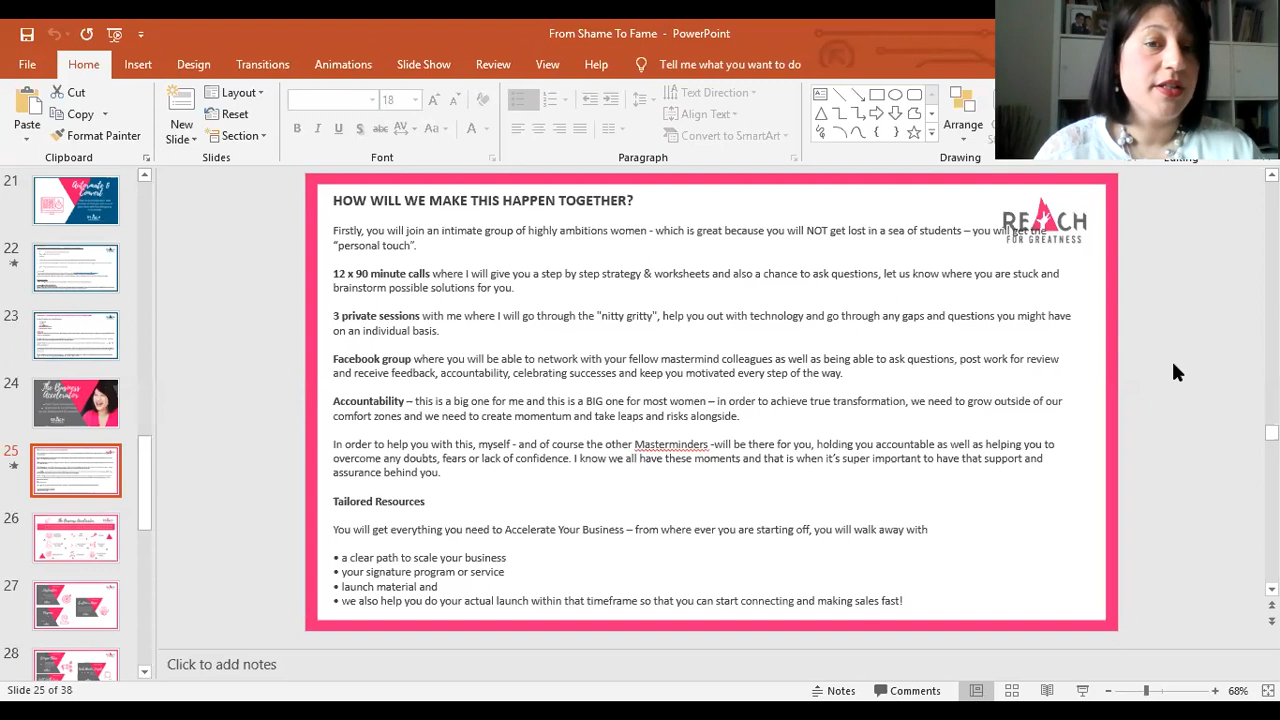 From Shame To Fame - PowerPoint
File Home Insert Design Transitions Animations Slide Show Review View Help Tell me what you want to do
Cut
Copy
Format Painter
Paste
New
Slide
Layout
Reset
Section
18
Text Direction
Align Text
Convert to SmartArt
Arrange
Clipboard Slides Font Paragraph Drawing Editing
21
22
23
24
25
26
27
28
Automate &
Convert
The Business
Accelerator
The Business Accelerator
HOW WILL WE MAKE THIS HAPPEN TOGETHER?
REACH
FOR GREATNESS
Firstly, you will join an intimate group of highly ambitions women - which is great because you will NOT get lost in a sea of students – you will get the
“personal touch”.
12 x 90 minute calls where I will give you a step by step strategy & worksheets and also a chance to ask questions, let us know where you are stuck and
brainstorm possible solutions for you.
3 private sessions with me where I will go through the "nitty gritty", help you out with technology and go through any gaps and questions you might have
on an individual basis.
Facebook group where you will be able to network with your fellow mastermind colleagues as well as being able to ask questions, post work for review
and receive feedback, accountability, celebrating successes and keep you motivated every step of the way.
Accountability – this is a big one for me and this is a BIG one for most women – in order to achieve true transformation, we need to grow outside of our
comfort zones and we need to create momentum and take leaps and risks alongside.
In order to help you with this, myself - and of course the other Masterminders -will be there for you, holding you accountable as well as helping you to
overcome any doubts, fears or lack of confidence. I know we all have these moments and that is when it’s super important to have that support and
assurance behind you.
Tailored Resources
You will get everything you need to Accelerate Your Business – from where ever you are starting off, you will walk away with
• a clear path to scale your business
• your signature program or service
• launch material and
• we also help you do your actual launch within that timeframe so that you can start connecting and making sales fast!
Click to add notes
Slide 25 of 38
Notes Comments 68%